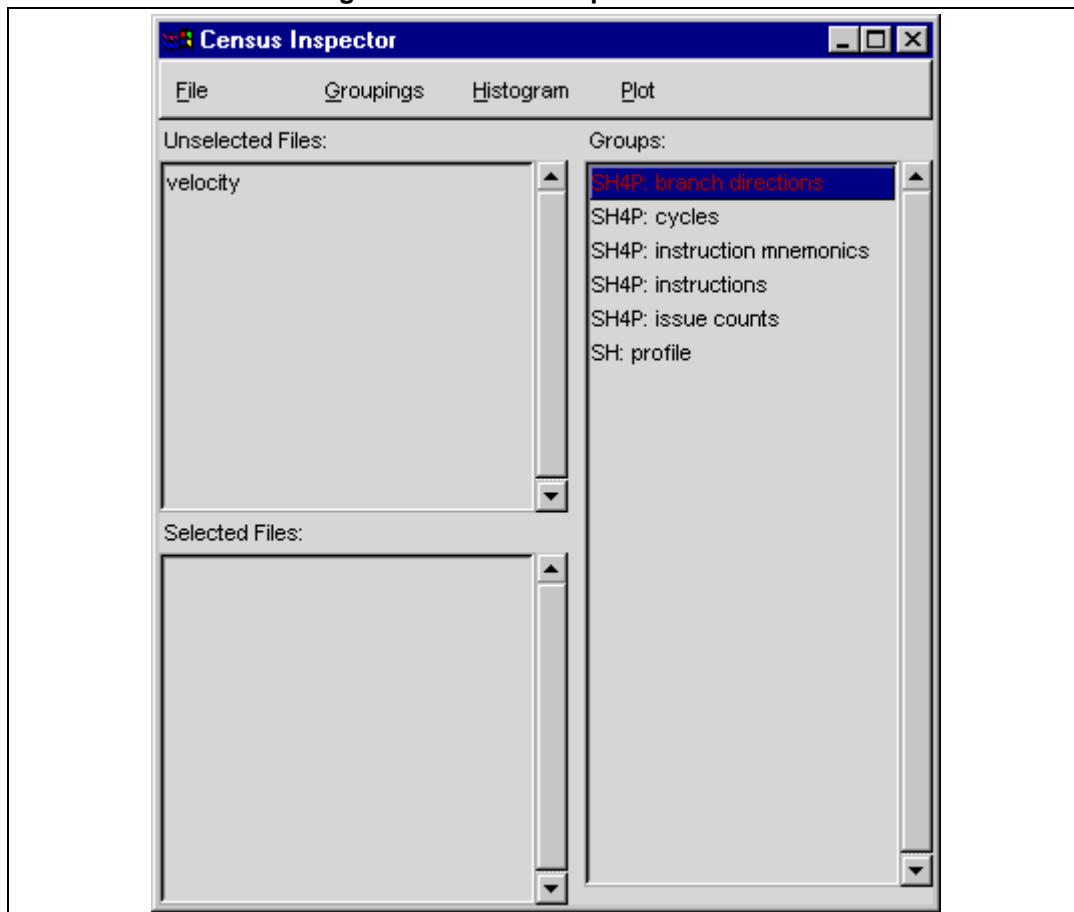 Census Inspector
File Groupings Histogram Plot
Unselected Files:
velocity
Selected Files:
Groups:
SH4P: branch directions
SH4P: cycles
SH4P: instruction mnemonics
SH4P: instructions
SH4P: issue counts
SH: profile